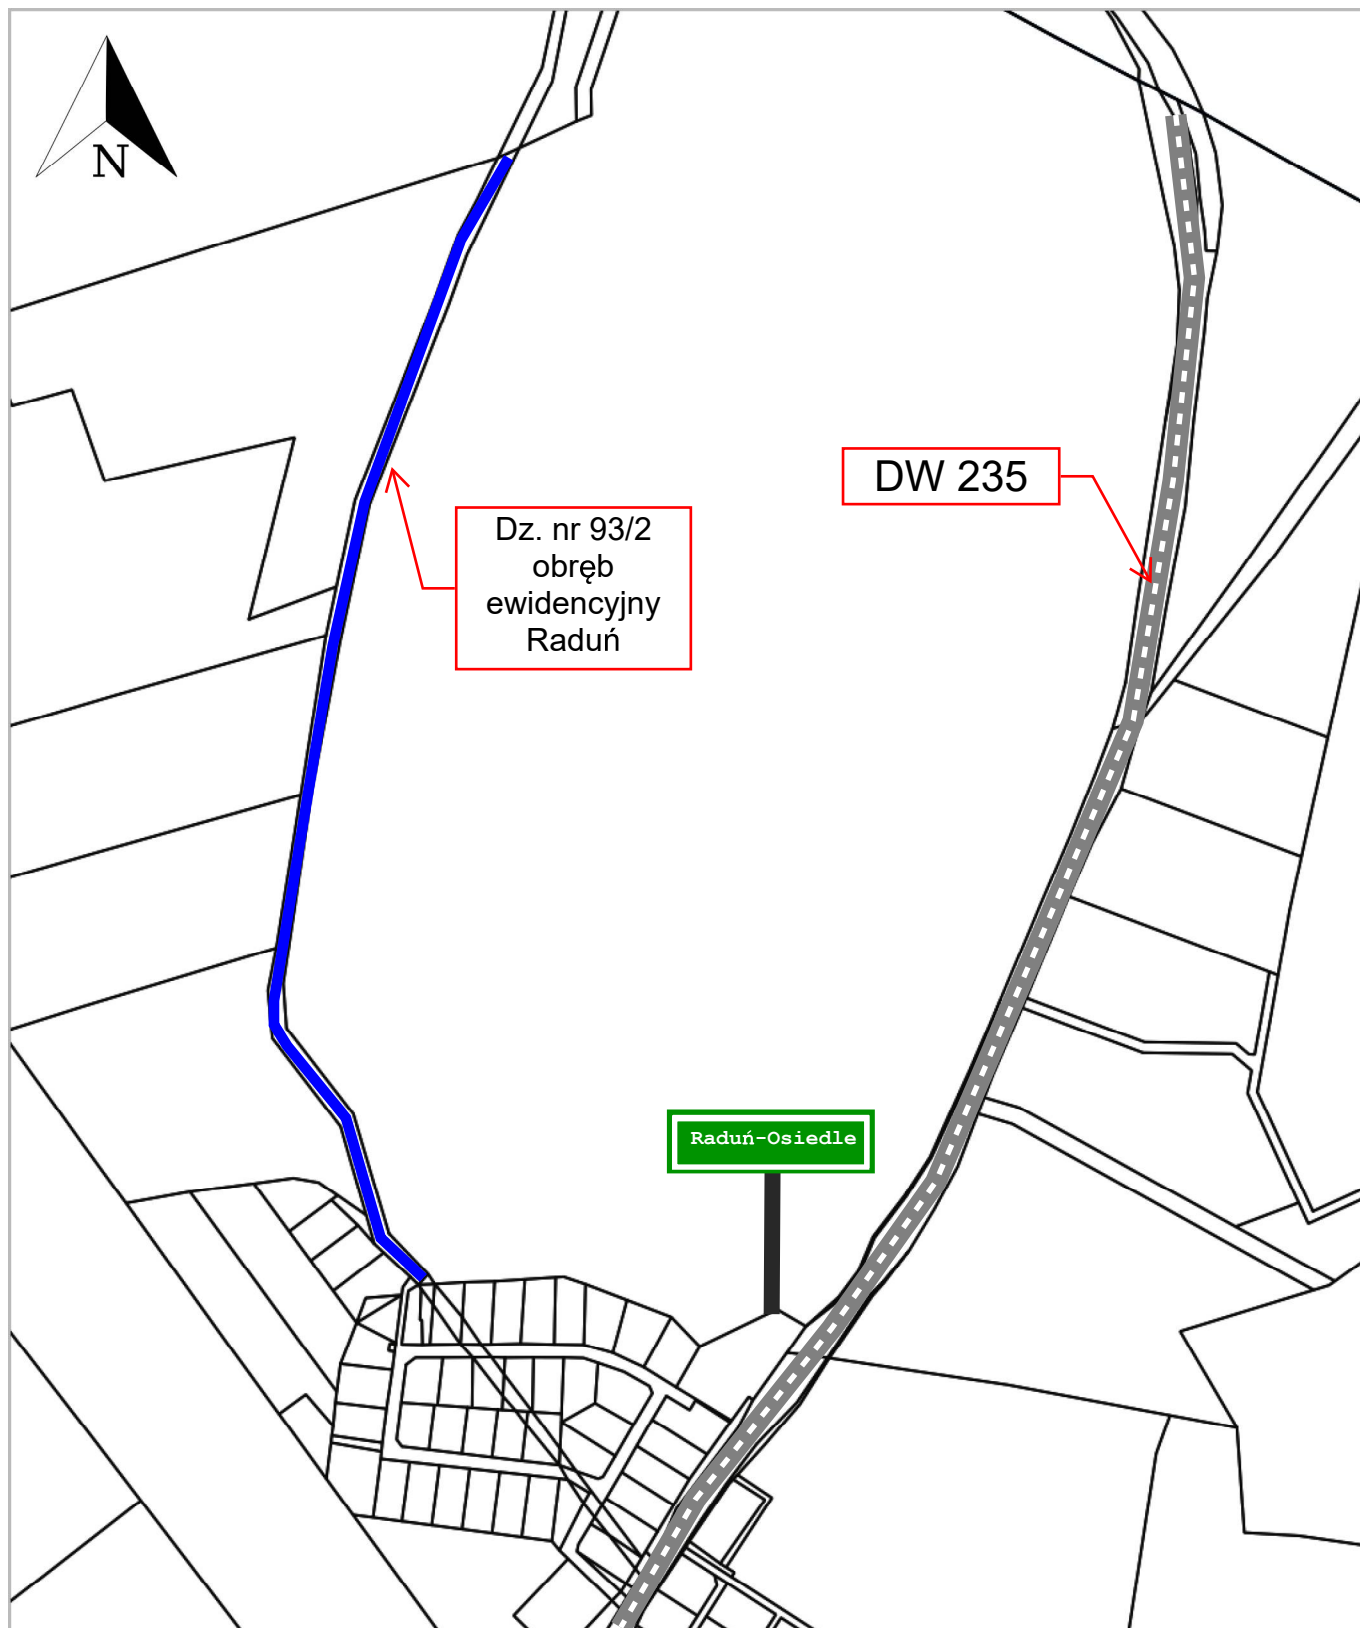 N
DW 235
Dz. nr 93/2
obręb
ewidencyjny
Raduń
Raduń-Osiedle